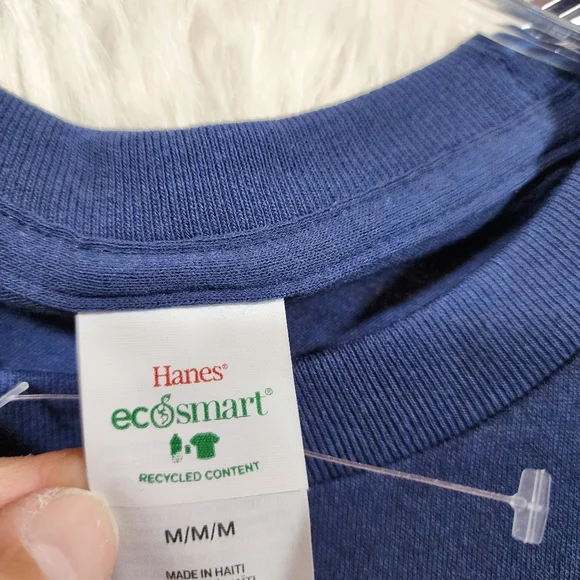 Hanes®
ecosmart®
RECYCLED CONTENT
M/M/M
MADE IN HAITI